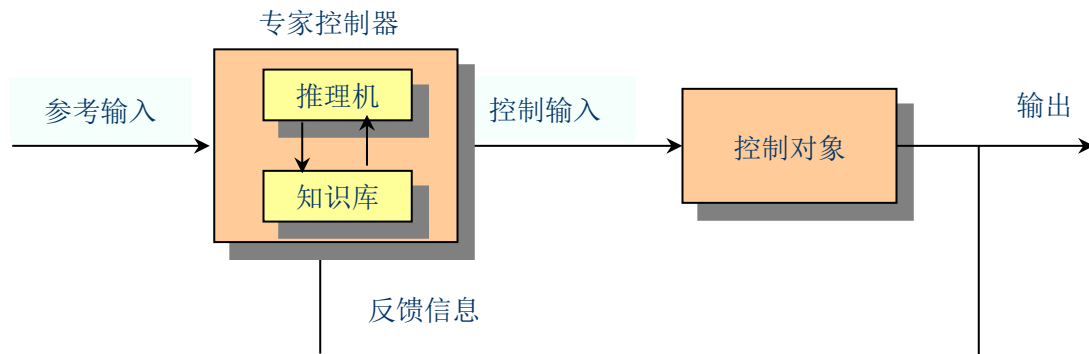 专家控制器
推理机
参考输入
控制输入
输出
控制对象
知识库
反馈信息